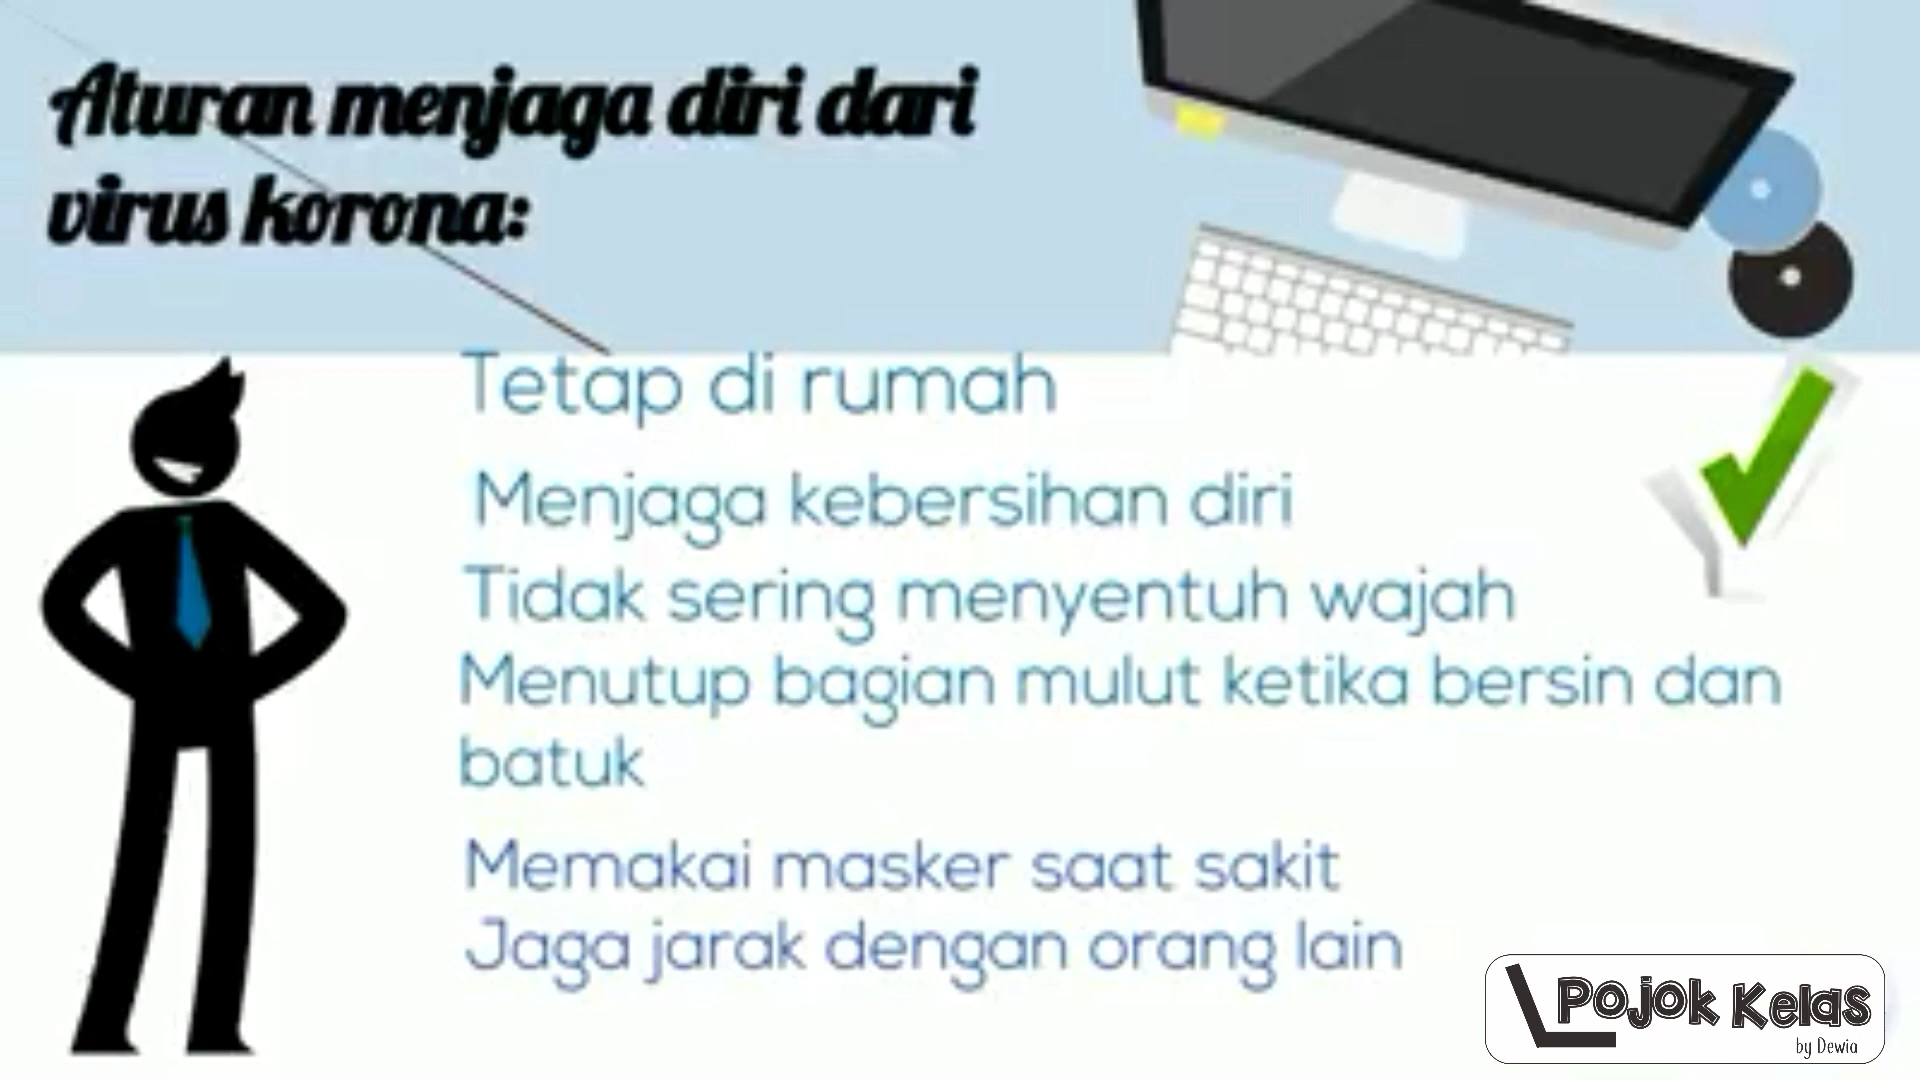 Aturan menjaga diri dari
virus korona:
Tetap di rumah
Menjaga kebersihan diri
Tidak sering menyentuh wajah
Menutup bagian mulut ketika bersin dan
batuk
Memakai masker saat sakit
Jaga jarak dengan orang lain
Pojok Kelas
by Dewia